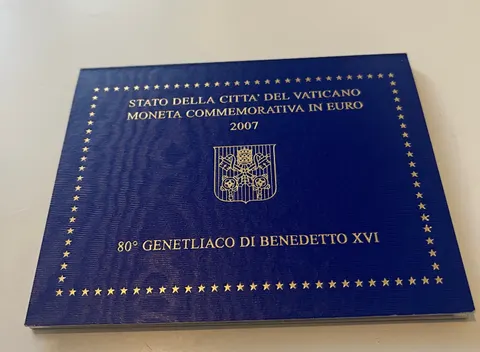 STATO DELLA CITTA' DEL VATICANO
MONETA COMMEMORATIVA IN EURO
2007
80° GENETLIACO DI BENEDETTO XVI